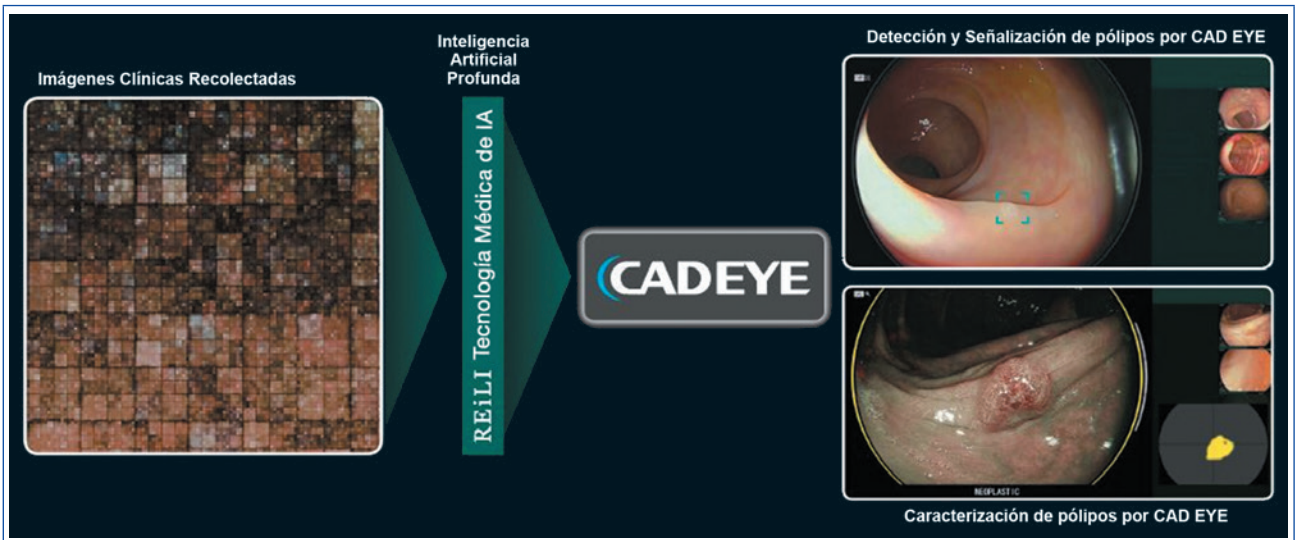 Imágenes Clínicas Recolectadas
Inteligencia
Artificial
Profunda
REiLI Tecnología Médica de IA
CADEYE
Detección y Señalización de pólipos por CAD EYE
NEOPLASTIC
Caracterización de pólipos por CAD EYE